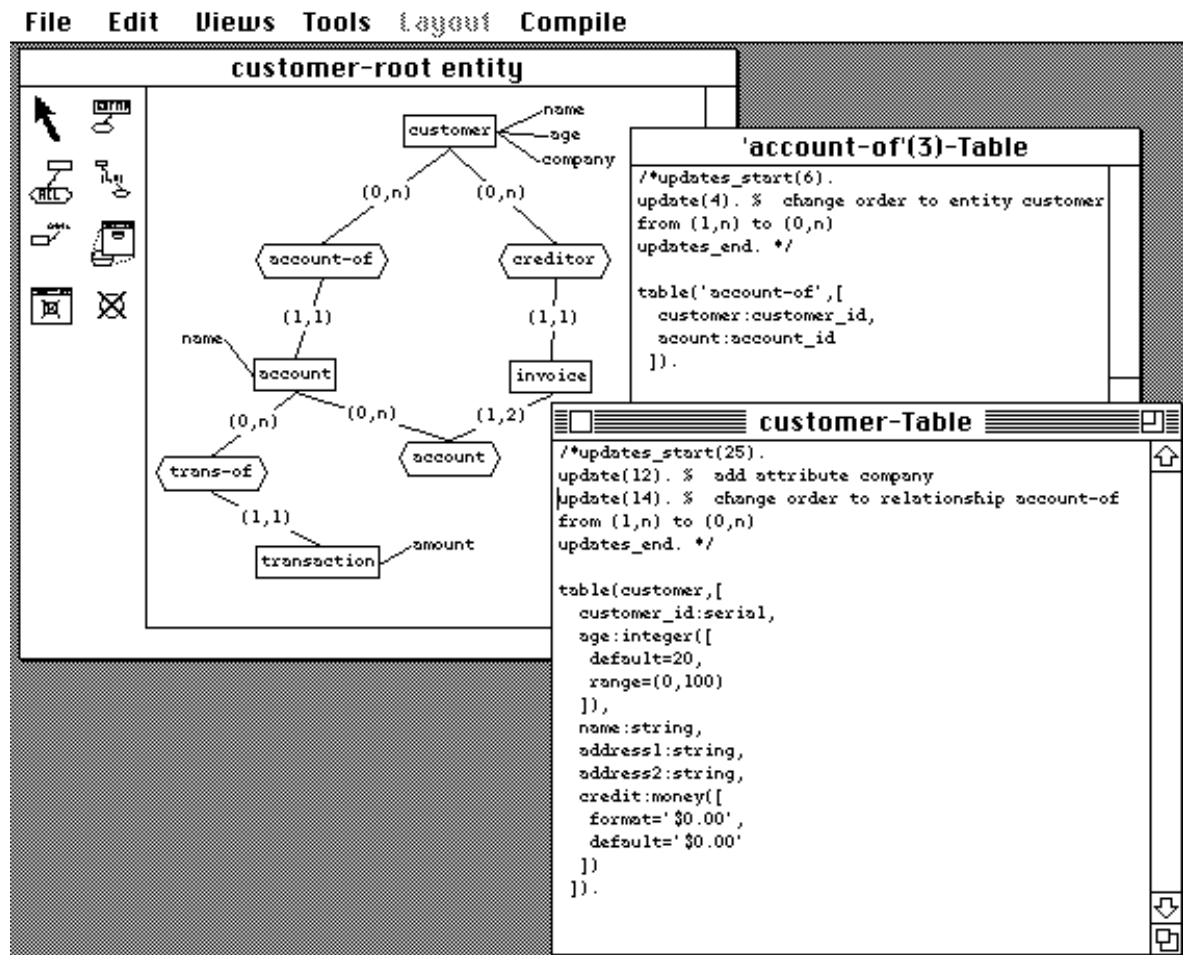 File Edit Views Tools Layout Compile
customer-root entity
name
customer
age
company
(0,n) (0,n)
account-of creditor
(1,1) (1,1)
name
account invoice
(0,n) (0,n) (1,2)
trans-of account
(1,1)
amount
transaction
ALL
'account-of'(3)-Table
/*updates_start(6).
update(4). % change order to entity customer
from (1,n) to (0,n)
updates_end. */
table('account-of',[
customer:customer_id,
acount:account_id
]).
customer-Table
/*updates_start(25).
update(12). % add attribute company
update(14). % change order to relationship account-of
from (1,n) to (0,n)
updates_end. */
table(customer,[
customer_id:serial,
age:integer([
default=20,
range=(0,100)
]),
name:string,
address1:string,
address2:string,
credit:money([
format='$0.00',
default='$0.00'
])
]).